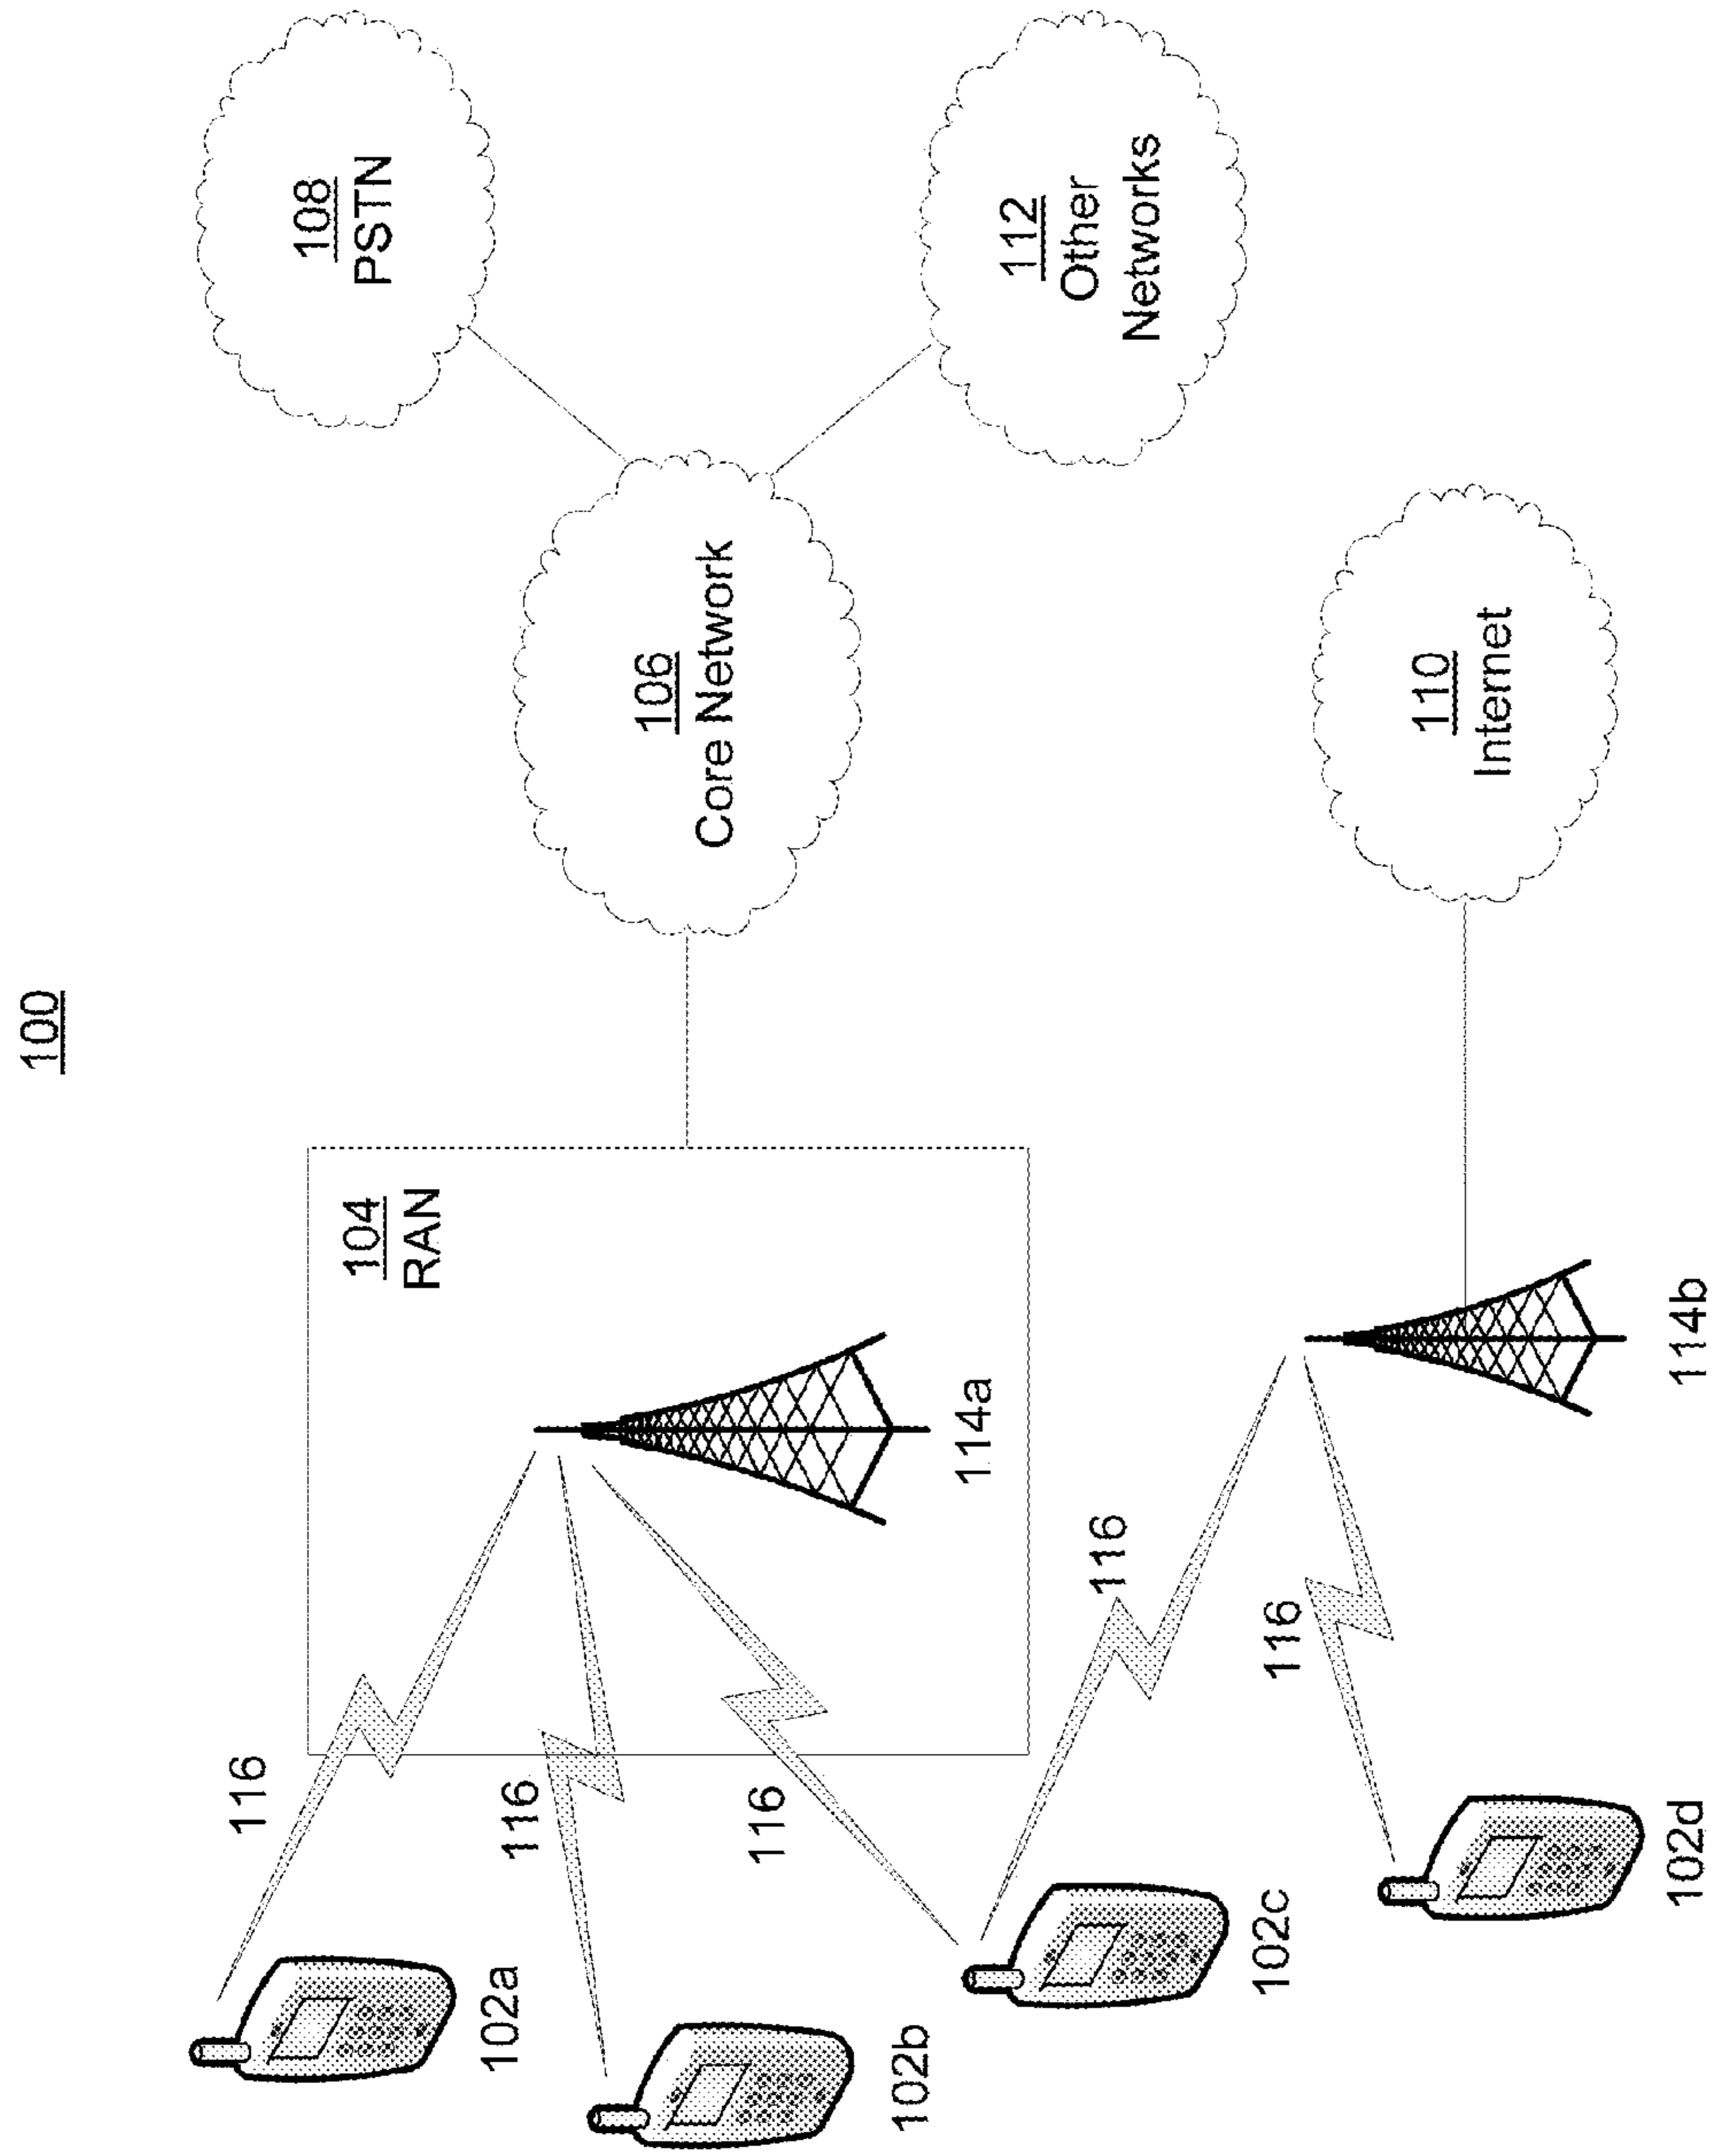 100
108
PSTN
106
Core Network
112
Other
Networks
104
RAN
114a
116
102a
116
102b
116
102c
116
116
102d
114b
110
Internet